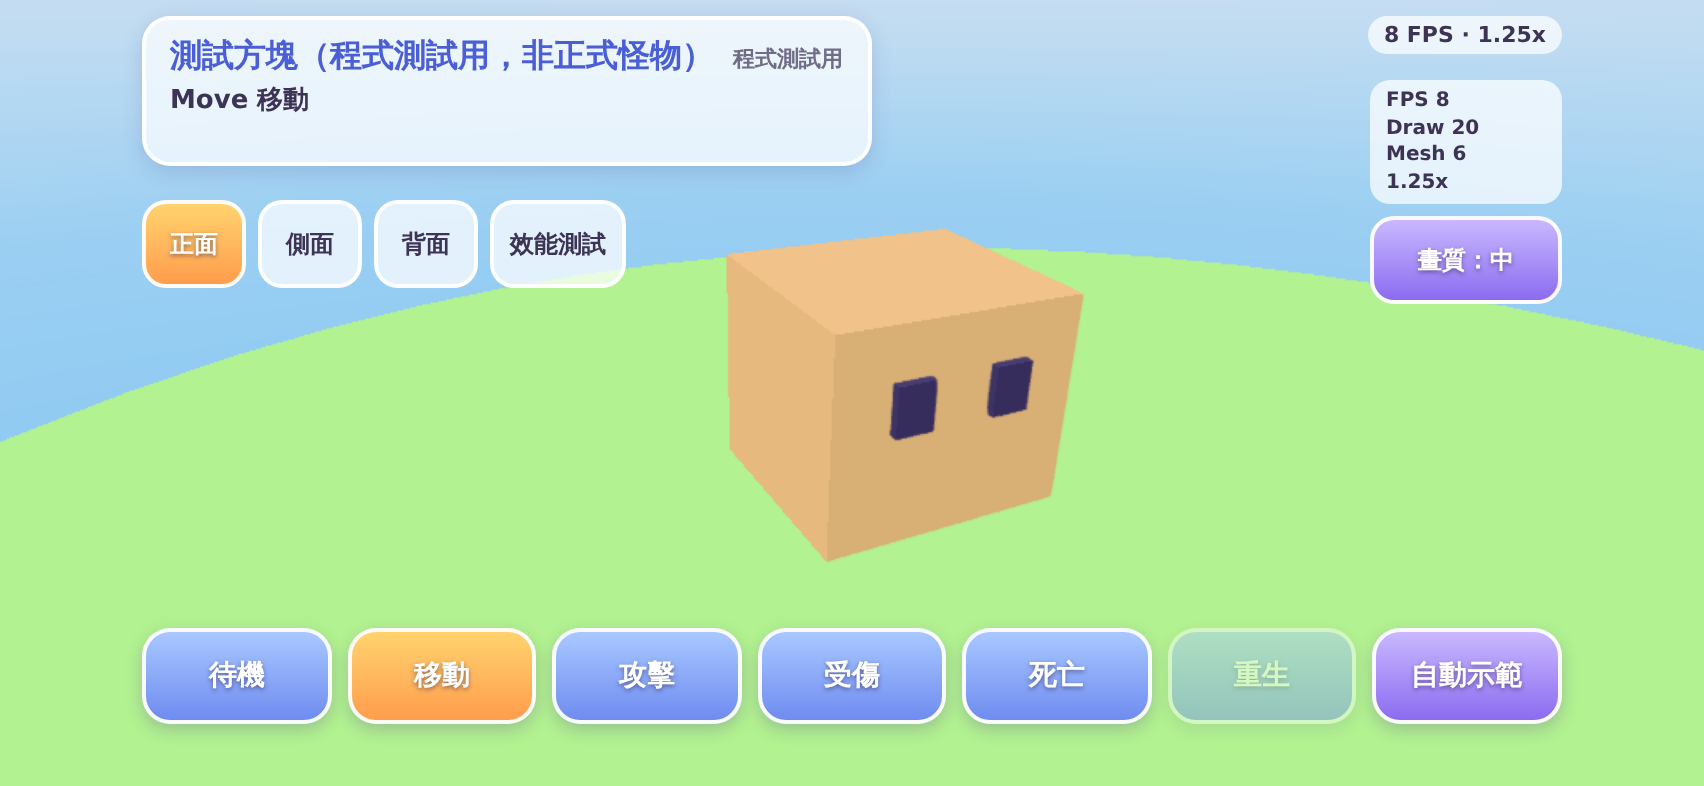 測試方塊（程式測試用，非正式怪物） 程式測試用
Move 移動
8 FPS · 1.25x
FPS 8
Draw 20
Mesh 6
1.25x
正面
側面
背面
效能測試
畫質：中
待機
移動
攻擊
受傷
死亡
重生
自動示範